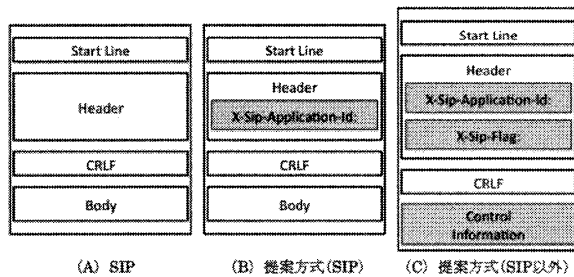 Start Line
Header
CRLF
Body
(A) SIP
Start Line
Header
X-Sip-Application-Id:
CRLF
Body
(B) 提案方式(SIP)
Start Line
Header
X-Sip-Application-Id:
X-Sip-Flag:
CRLF
Control
Information
(C) 提案方式(SIP以外)